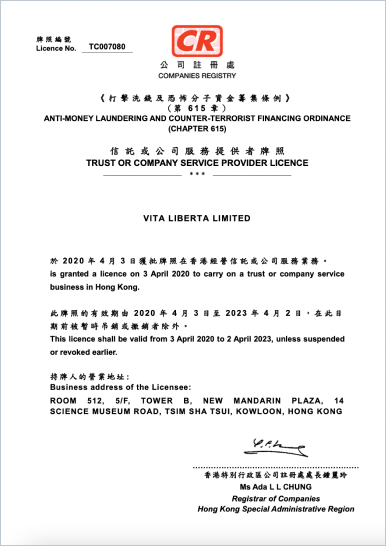 牌照編號
Licence No. TC007080
CR
公司註冊處
COMPANIES REGISTRY
《打擊洗錢及恐怖分子資金籌集條例》
(第 615 章)
ANTI-MONEY LAUNDERING AND COUNTER-TERRORIST FINANCING ORDINANCE
(CHAPTER 615)
信託或公司服務提供者牌照
TRUST OR COMPANY SERVICE PROVIDER LICENCE
***
VITA LIBERTA LIMITED
於 2020 年 4 月 3 日獲批牌照在香港經營信託或公司服務業務。
is granted a licence on 3 April 2020 to carry on a trust or company service
business in Hong Kong.
此牌照的有效期由 2020 年 4 月 3 日至 2023 年 4 月 2 日，在此日
期前被暫時吊銷或撤銷者除外。
This licence shall be valid from 3 April 2020 to 2 April 2023, unless suspended
or revoked earlier.
持牌人的營業地址:
Business address of the Licensee:
ROOM 512, 5/F, TOWER B, NEW MANDARIN PLAZA, 14
SCIENCE MUSEUM ROAD, TSIM SHA TSUI, KOWLOON, HONG KONG
香港特別行政區公司註冊處處長鍾麗玲
Ms Ada L L CHUNG
Registrar of Companies
Hong Kong Special Administrative Region